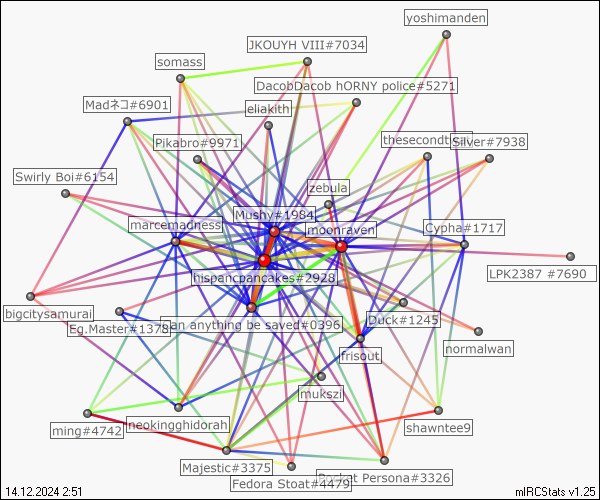 yoshimanden
JKOUYH VIII#7034
somass
DacobDacob hORNY police#5271
Madネコ#6901
eliakith
Pikabro#9971
Silver#7938
Swirly Boi#6154
zebula
Mushy#1984
marcemadness
moonraven
Cypha#1717
LPK2387 #7690
hispancpancakes#2928
bigcitysamurai
Eg.Master#1378
an anything be saved#0396
Duck#1245
normalwan
frisout
mukszi
neokingghidorah
shawntee9
ming#4742
Majestic#3375
Persona#3326
Fedora Stoat#4479
14.12.2024 2:51
mIRCStats v1.25